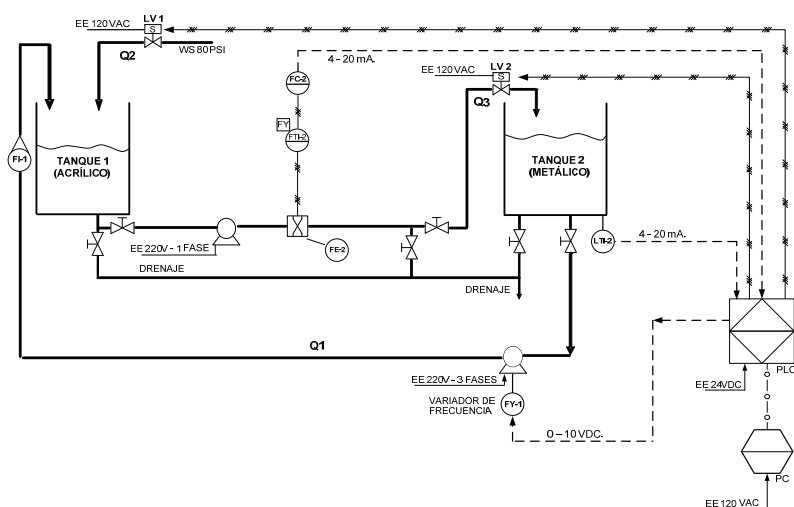 LV 1
EE 120 VAC
S
Q2
WS 80 PSI
4 - 20 mA.
FC-2
LV 2
EE 120 VAC
S
Q3
FY
FTI-2
FI-1
TANQUE 1
(ACRÍLICO)
TANQUE 2
(METÁLICO)
EE 220V - 1 FASE
FE-2
LTI-2
4 - 20 mA.
DRENAJE
DRENAJE
Q1
PLC
EE 24VDC
EE 220V - 3 FASES
VARIADOR DE
FRECUENCIA
FY-1
0 - 10 VDC.
PC
EE 120 VAC